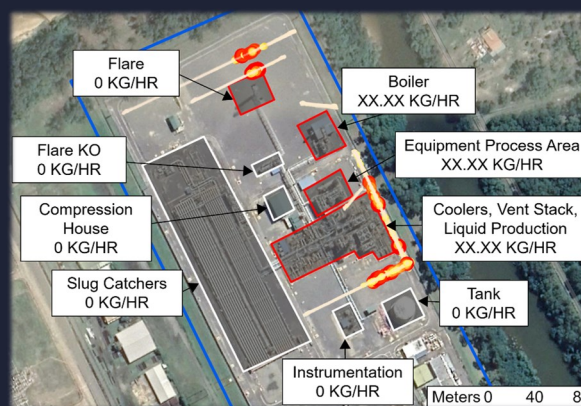 Flare
0 KG/HR
Boiler
XX.XX KG/HR
Flare KO
0 KG/HR
Equipment Process Area
XX.XX KG/HR
Compression
House
0 KG/HR
Coolers, Vent Stack,
Liquid Production
XX.XX KG/HR
Slug Catchers
0 KG/HR
Tank
0 KG/HR
Instrumentation
0 KG/HR
Meters 0 40 8